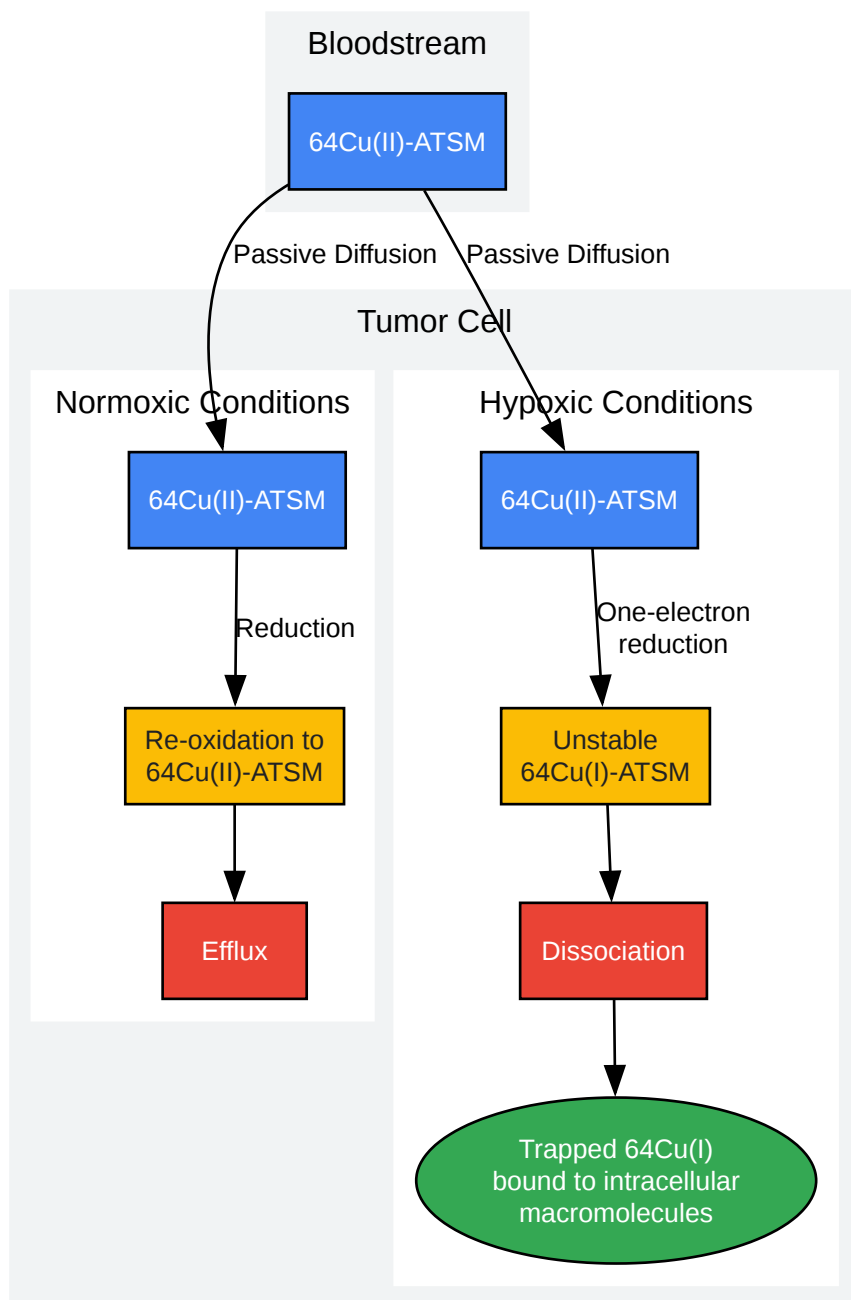 Bloodstream
64Cu(II)-ATSM
Passive Diffusion
Passive Diffusion
Tumor Cell
Normoxic Conditions
64Cu(II)-ATSM
Reduction
Re-oxidation to
64Cu(II)-ATSM
Efflux
Hypoxic Conditions
64Cu(II)-ATSM
One-electron
reduction
Unstable
64Cu(I)-ATSM
Dissociation
Trapped 64Cu(I)
bound to intracellular
macromolecules